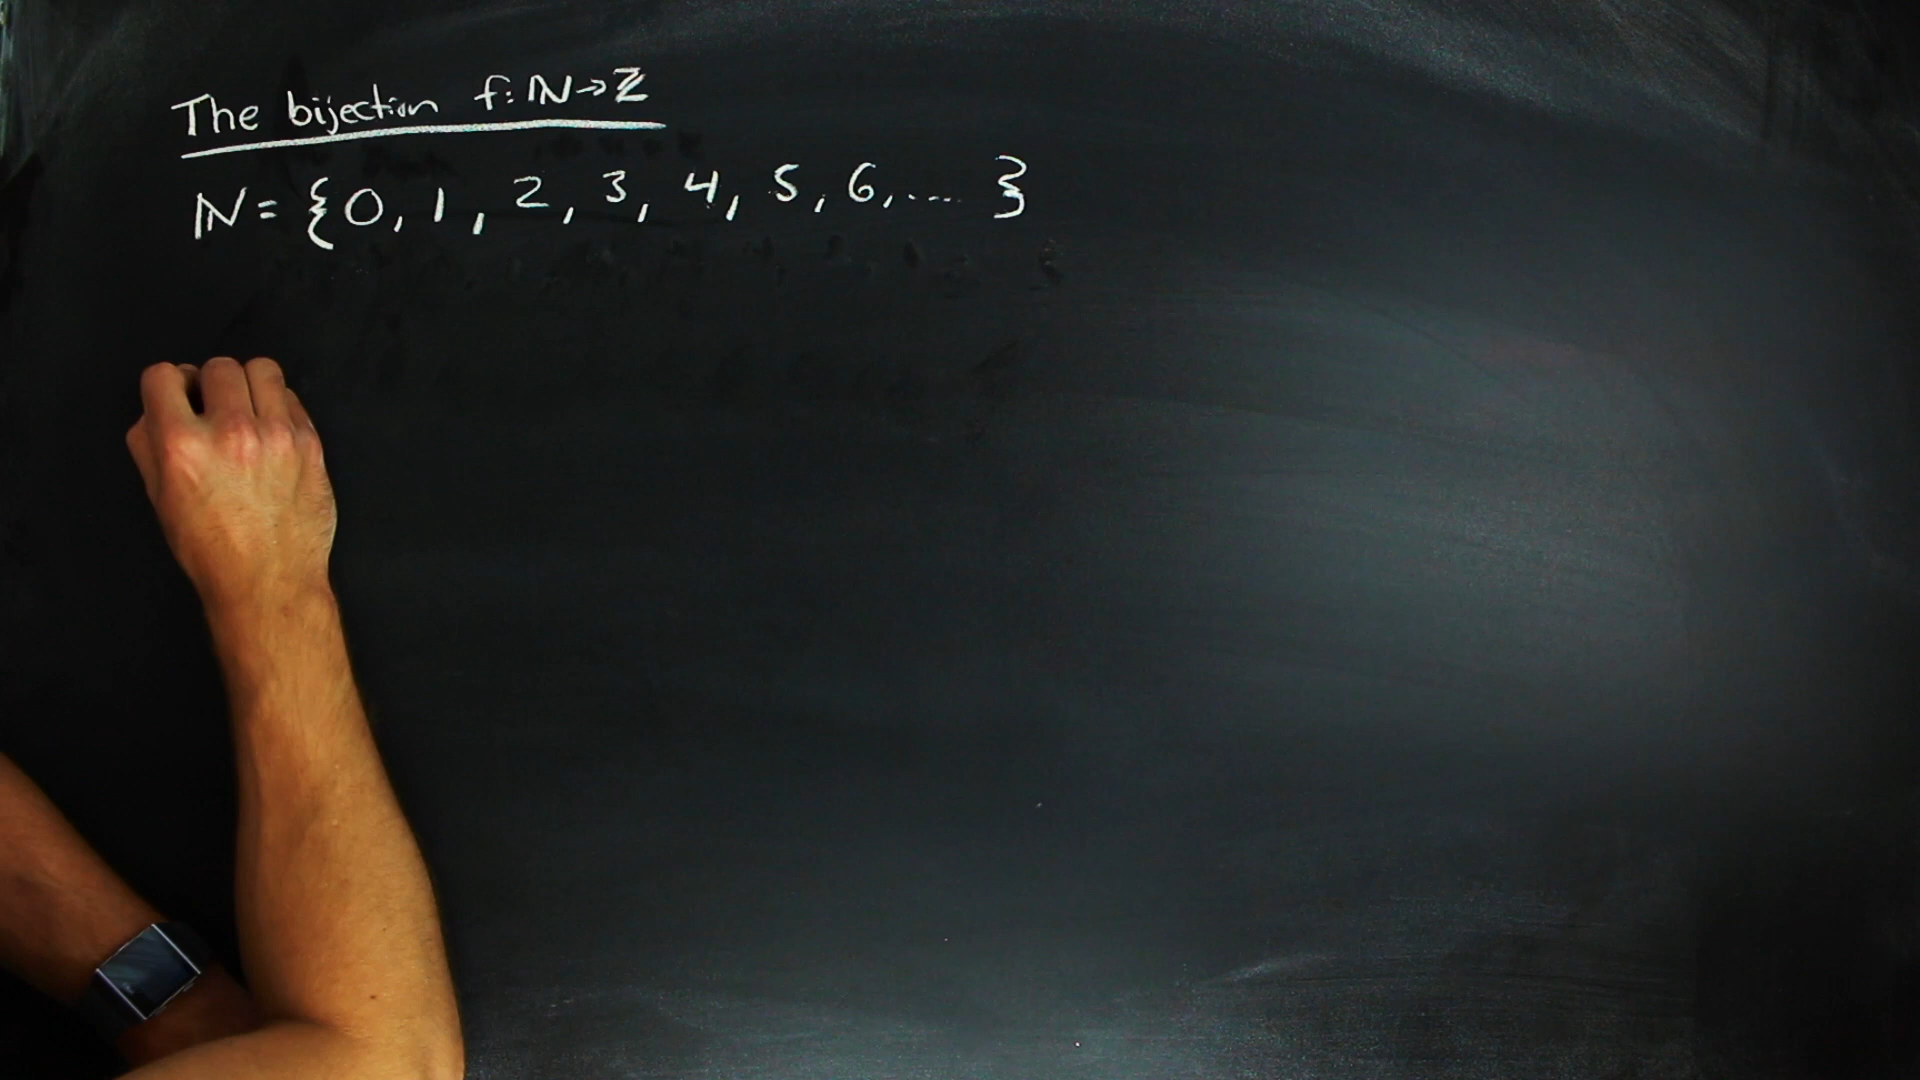 The bijection f: ℕ→ℤ
ℕ = {0, 1, 2, 3, 4, 5, 6, ... }